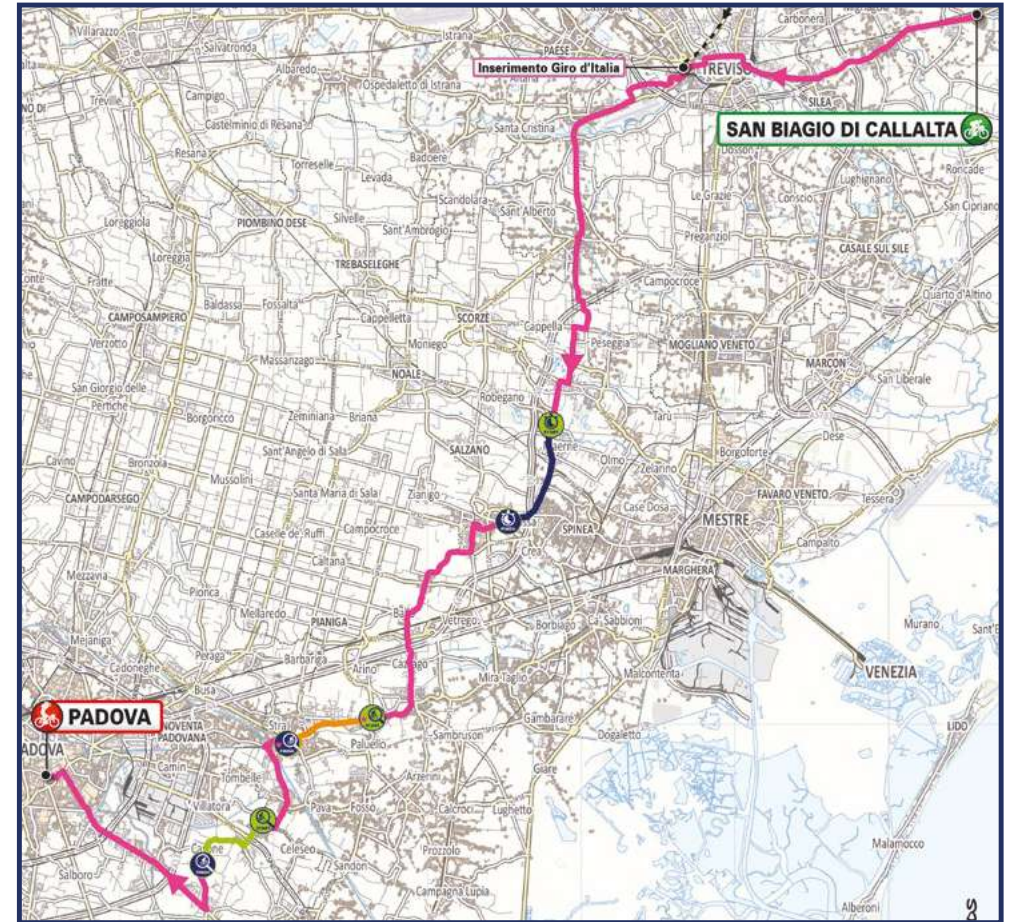 Villarazzo
Salvatronda
Istrana
Carbonera
PAESE
Albaredo
Ospedaletto di Istrana
Inserimento Giro d'Italia
TREVISO
Treville
Campigo
SILEA
Castelminio di Resana
Santa Cristina
SAN BIAGIO DI CALLALTA
Resana
Badoere
Dosson
Roncade
Torreselle
Levada
Lughignano
Scandolara
Le Grazie
Conscio
San Cipriano
Loreggiola
PIOMBINO DESE
Silvelle
Sant'Alberto
Sant'Ambrogio
Preganziol
Loreggia
TREBASELEGHE
CASALE SUL SILE
Fratte
Campocroce
Quarto d'Altino
Baldassa
Fossalta
CAMPOSAMPIERO
Cappelletta
SCORZE
Cappella
Verzotto
Moniego
Peseggia
MOGLIANO VENETO
Massanzago
MARCON
NOALE
San Liberale
San Giorgio delle
Pertiche
Robegano
Borgoricco
Zeminiana
Briana
Taru
Dese
SALZANO
Sant'Angelo di Sala
Olmo
Borgoforte
Cavino
Bronzola
Zelarino
Mussolini
Santa Maria di Sala
Zianigo
FAVARO VENETO
Tessera
CAMPODARSEGO
Case Dosa
MESTRE
Campocroce
SPINEA
Caselle de' Ruffi
Campalto
Crea
Caltana
MARGHERA
Mezzavia
Pionca
Mellaredo
Murano
PIANIGA
Vetrego
Borbiago
Ca' Sabbioni
Mejaniga
Peraga
Barbariga
Cadoneghe
Arino
Cazzago
Mira Taglio
Malcontenta
VENEZIA
Busa
PADOVA
NOVENTA
PADOVANA
Stra
Gambarare
LIDO
Paluello
Sambruson
Dogaletto
Camin
Tombelle
Giare
Arzerini
Villatora
Pava
Fosso
Calcroci
Lughetto
Celeseo
Malamocco
Sandon
Prozzolo
Salboro
Campagna Lupia
Alberoni